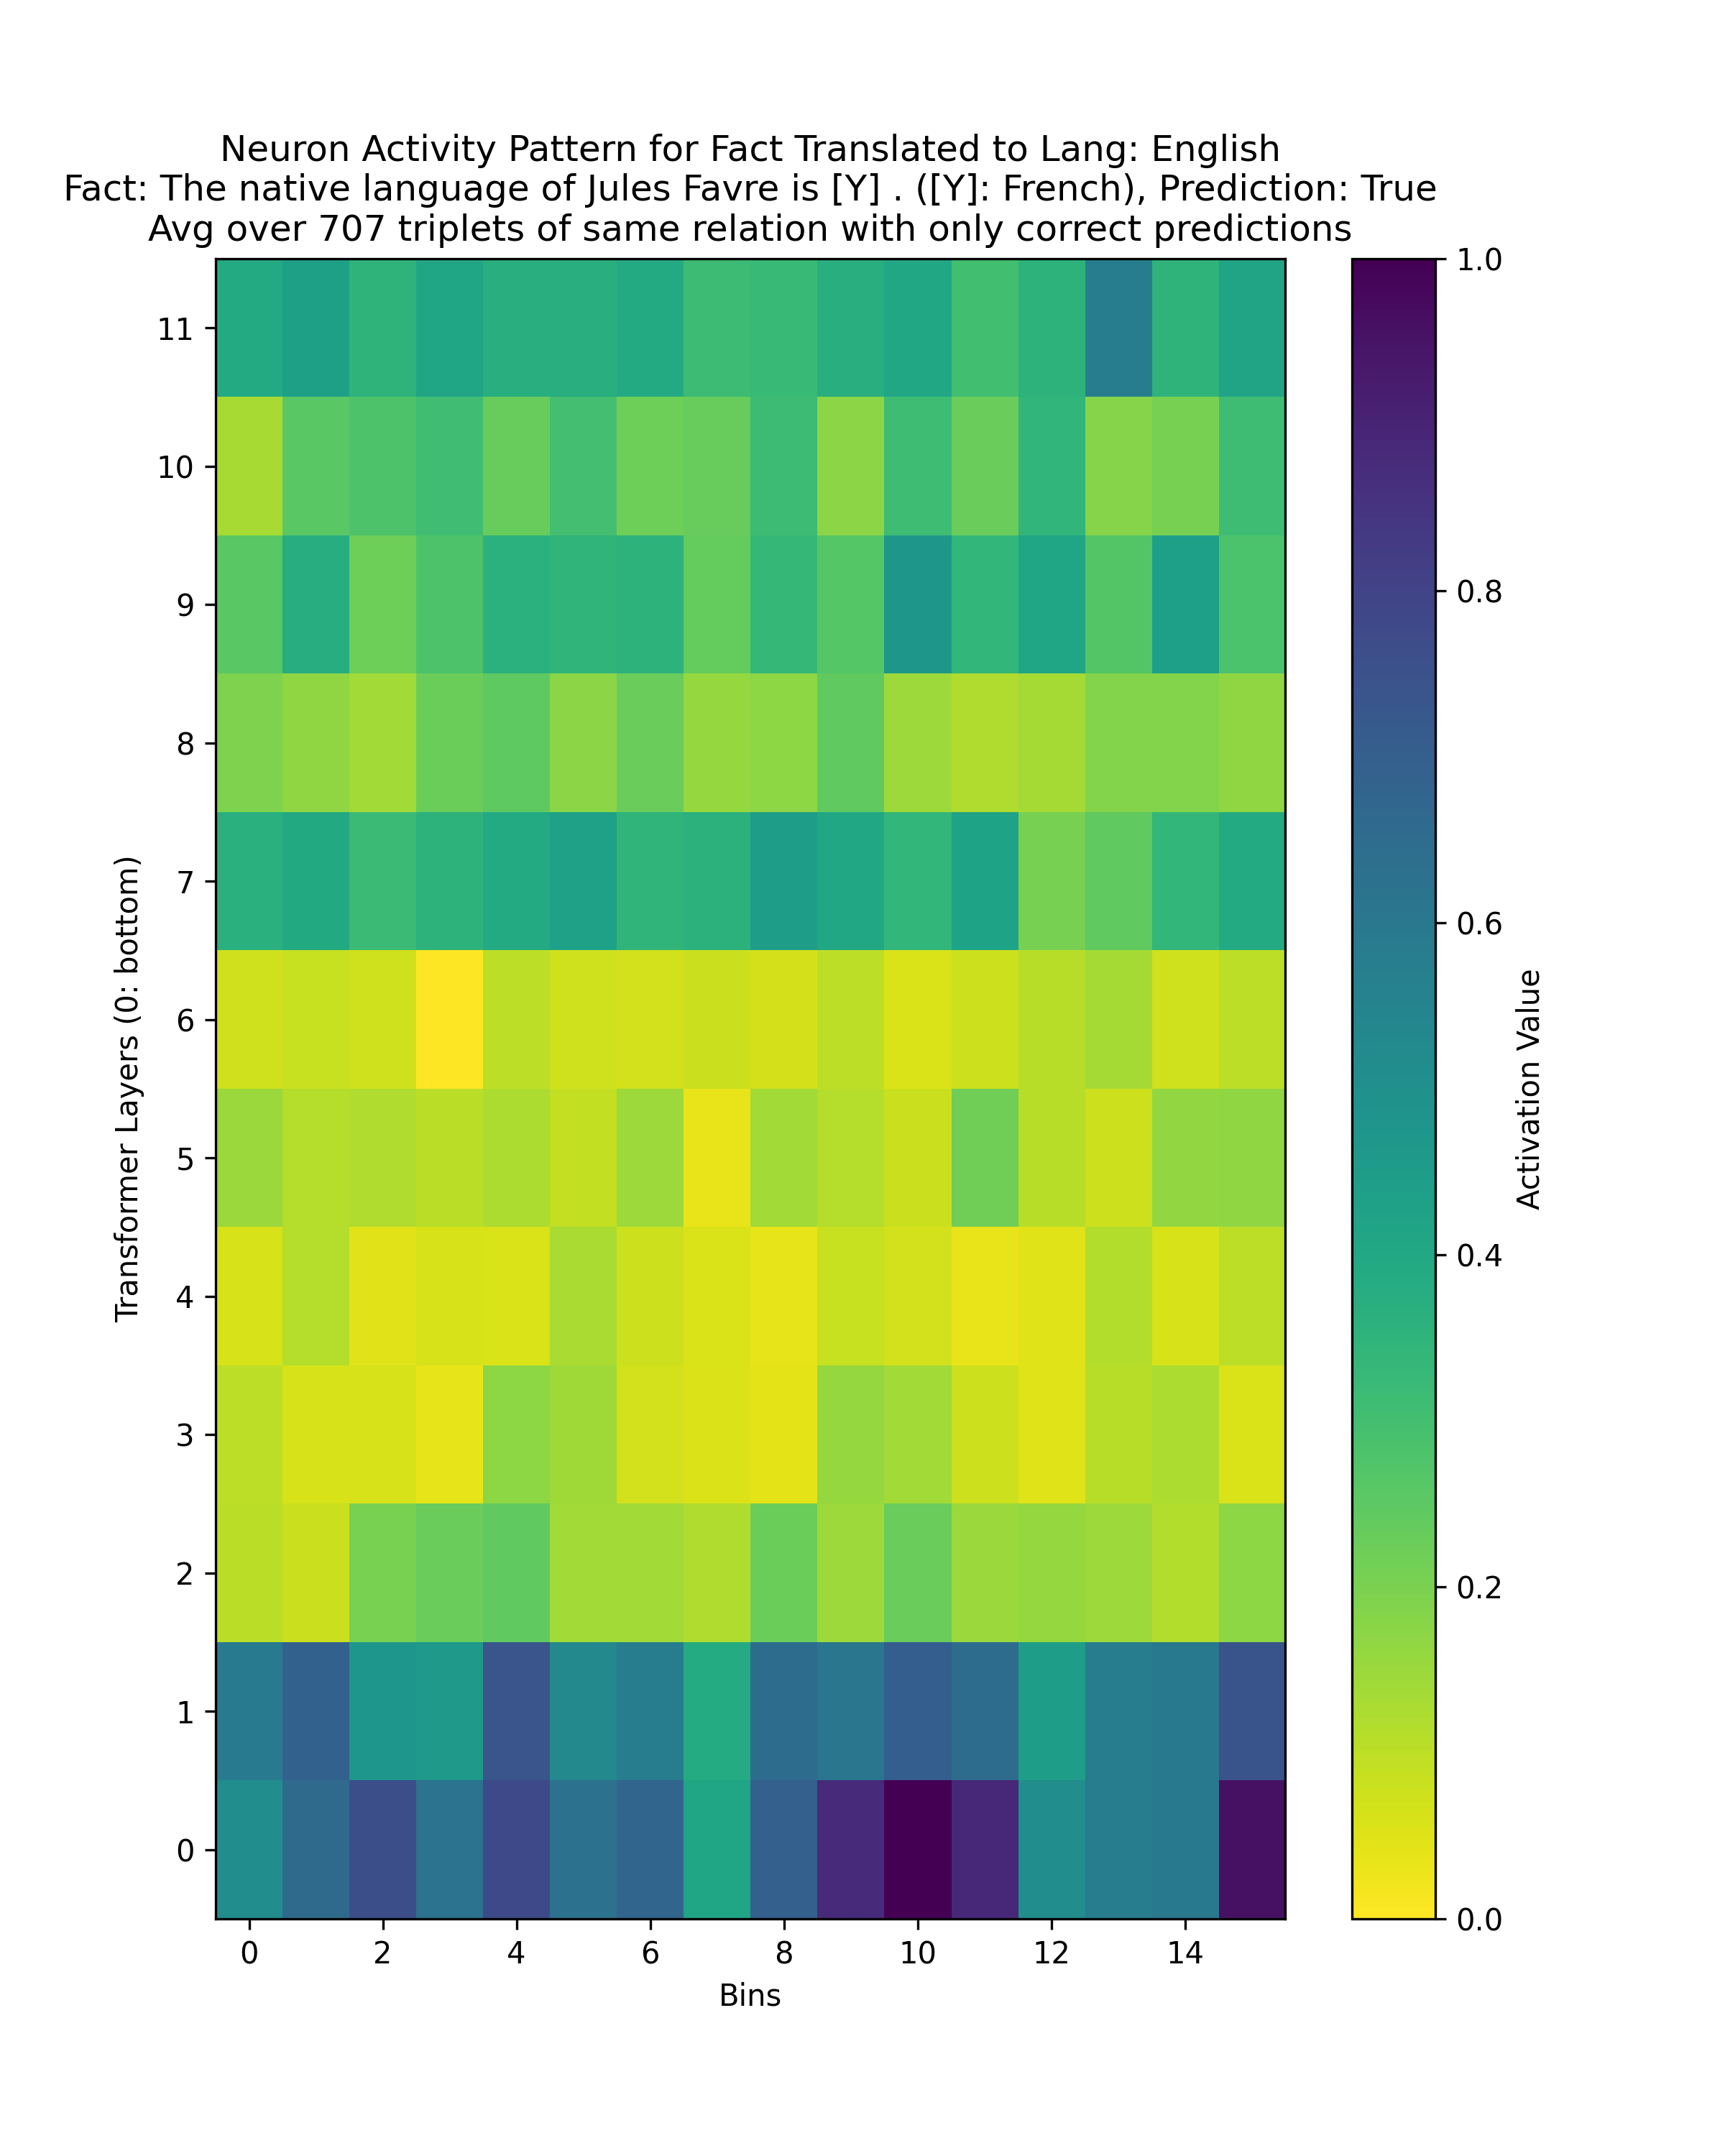 Neuron Activity Pattern for Fact Translated to Lang: English
Fact: The native language of Jules Favre is [Y] . ([Y]: French), Prediction: True
Avg over 707 triplets of same relation with only correct predictions
11
10
9
8
7
6
5
4
3
2
1
0
Transformer Layers (0: bottom)
0 2 4 6 8 10 12 14
Bins
1.0
0.8
0.6
0.4
0.2
0.0
Activation Value